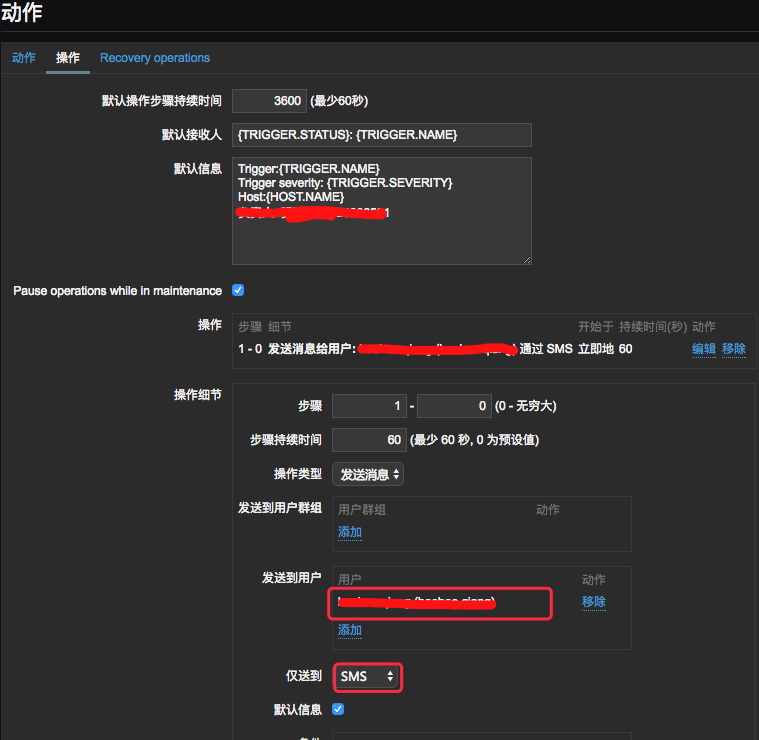 动作
动作 操作 Recovery operations
默认操作步骤持续时间 3600 (最少60秒)
默认接收人 {TRIGGER.STATUS}: {TRIGGER.NAME}
默认信息 Trigger:{TRIGGER.NAME}
Trigger severity: {TRIGGER.SEVERITY}
Host:{HOST.NAME}
Pause operations while in maintenance
操作 步骤 细节 开始于 持续时间(秒) 动作
1 - 0 发送消息给用户: 通过 SMS 立即地 60 编辑 移除
操作细节
步骤 1 - 0 (0 - 无穷大)
步骤持续时间 60 (最少 60 秒, 0 为预设值)
操作类型 发送消息
发送到用户群组 用户群组 动作
添加
发送到用户 用户 动作
移除
添加
仅送到 SMS
默认信息